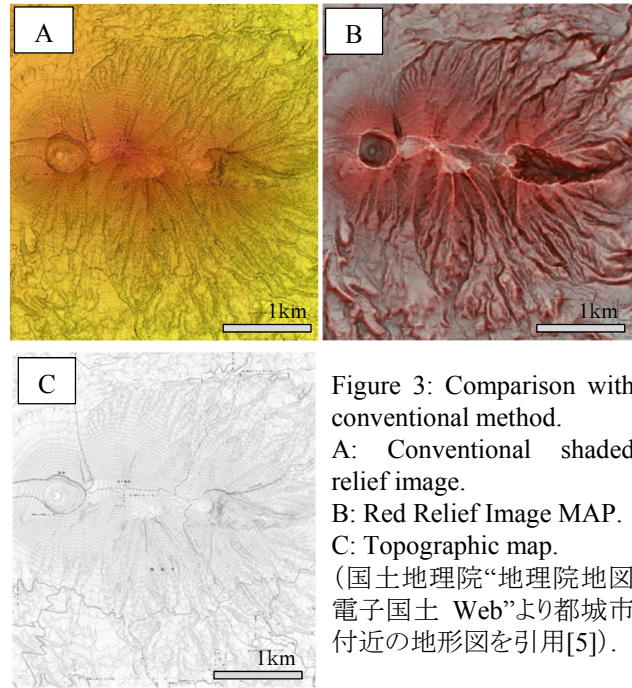 A
1km
B
1km
C
1km
Figure 3: Comparison with
conventional method.
A: Conventional shaded
relief image.
B: Red Relief Image MAP.
C: Topographic map.
（国土地理院“地理院地図
電子国土 Web”より都城市
付近の地形図を引用[5]）.